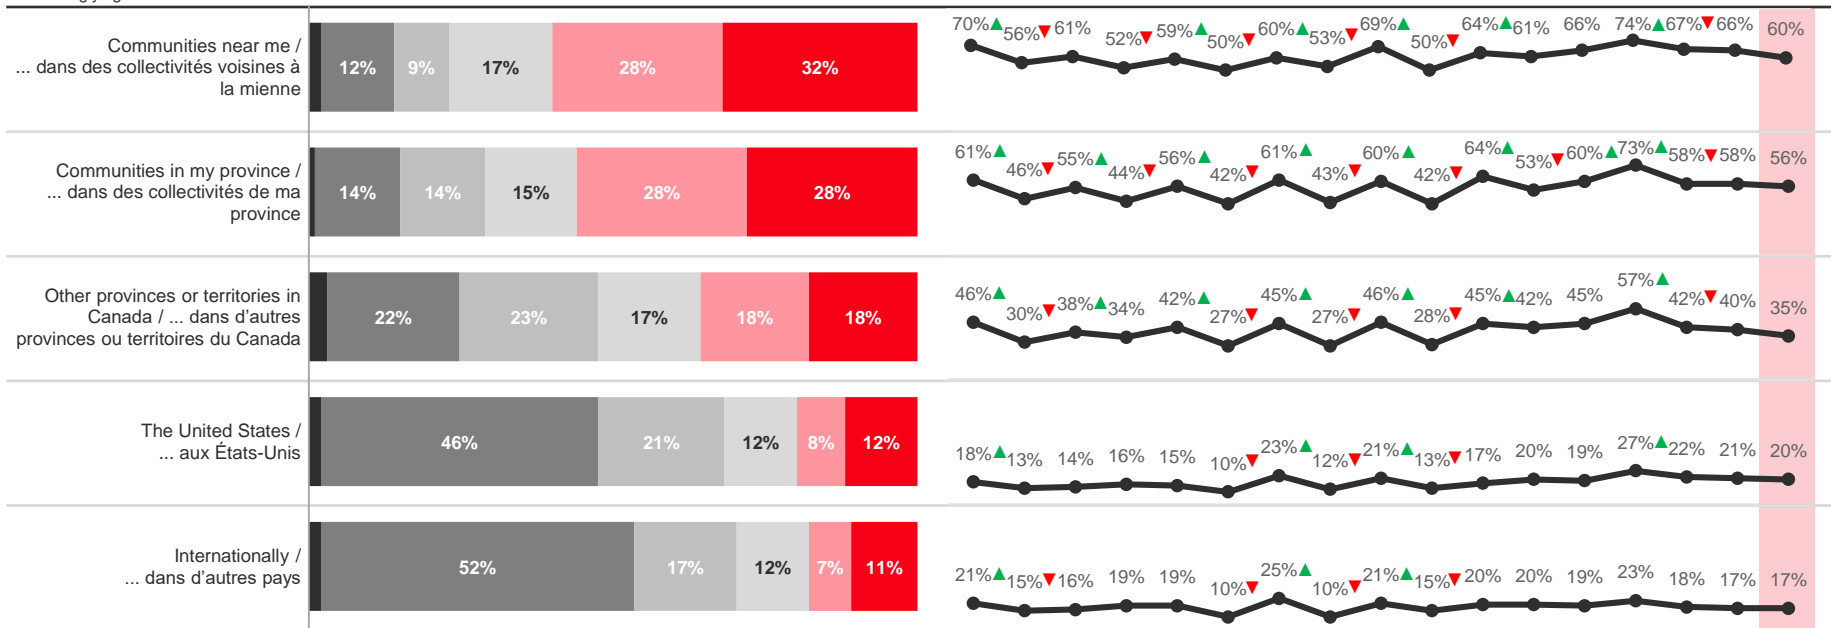 Communities near me /
... dans des collectivités voisines à
la mienne
12% 9% 17% 28% 32%
70%▲ 56%▼ 61% 52%▼ 59%▲ 50%▼ 60%▲ 53%▼ 69%▲ 50%▼ 64%▲ 61% 66% 74%▲ 67%▼ 66% 60%
Communities in my province /
... dans des collectivités de ma
province
14% 14% 15% 28% 28%
61%▲ 46%▼ 55%▲ 44%▼ 56%▲ 42%▼ 61%▲ 43%▼ 60%▲ 42%▼ 64%▲ 53%▼ 60%▲ 73%▲ 58%▼ 58% 56%
Other provinces or territories in
Canada / ... dans d'autres
provinces ou territoires du Canada
22% 23% 17% 18% 18%
46%▲ 30%▼ 38%▲ 34% 42%▲ 27%▼ 45%▲ 27%▼ 46%▲ 28%▼ 45%▲ 42% 45% 57%▲ 42%▼ 40% 35%
The United States /
... aux États-Unis
46% 21% 12% 8% 12%
18%▲ 13% 14% 16% 15% 10%▼ 23%▲ 12%▼ 21%▲ 13%▼ 17% 20% 19% 27%▲ 22% 21% 20%
Internationally /
... dans d'autres pays
52% 17% 12% 7% 11%
21%▲ 15%▼ 16% 19% 19% 10%▼ 25%▲ 10%▼ 21%▲ 15%▼ 20% 20% 19% 23% 18% 17% 17%